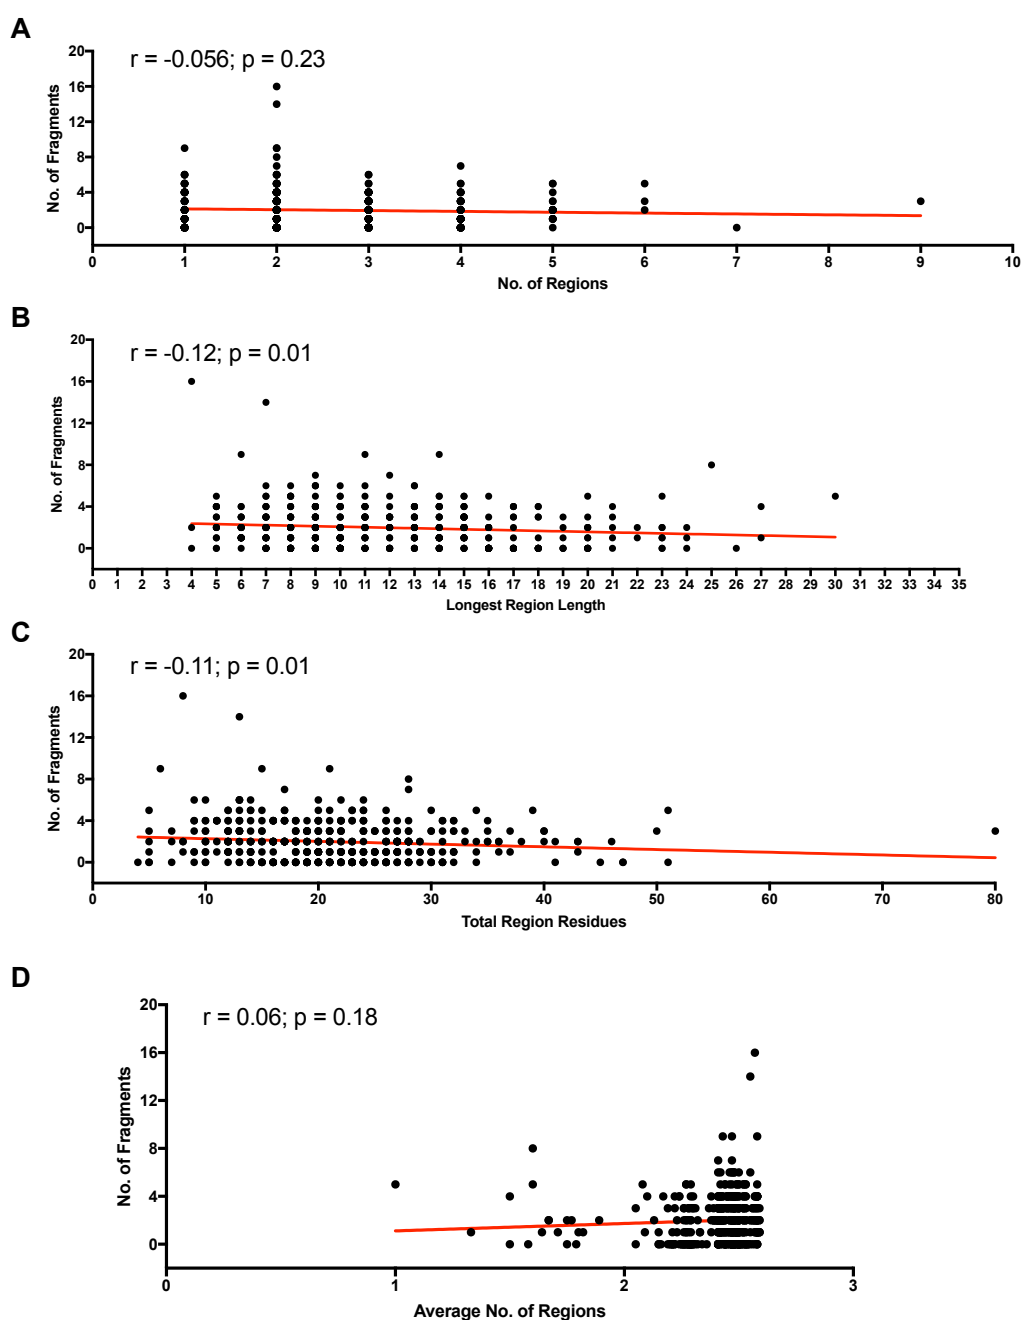 A
r = -0.056; p = 0.23
No. of Fragments
20
16
12
8
4
0
0 1 2 3 4 5 6 7 8 9 10
No. of Regions
B
r = -0.12; p = 0.01
No. of Fragments
20
16
12
8
4
0
0 1 2 3 4 5 6 7 8 9 10 11 12 13 14 15 16 17 18 19 20 21 22 23 24 25 26 27 28 29 30 31 32 33 34 35
Longest Region Length
C
r = -0.11; p = 0.01
No. of Fragments
20
16
12
8
4
0
0 10 20 30 40 50 60 70 80
Total Region Residues
D
r = 0.06; p = 0.18
No. of Fragments
20
16
12
8
4
0
0 1 2 3
Average No. of Regions